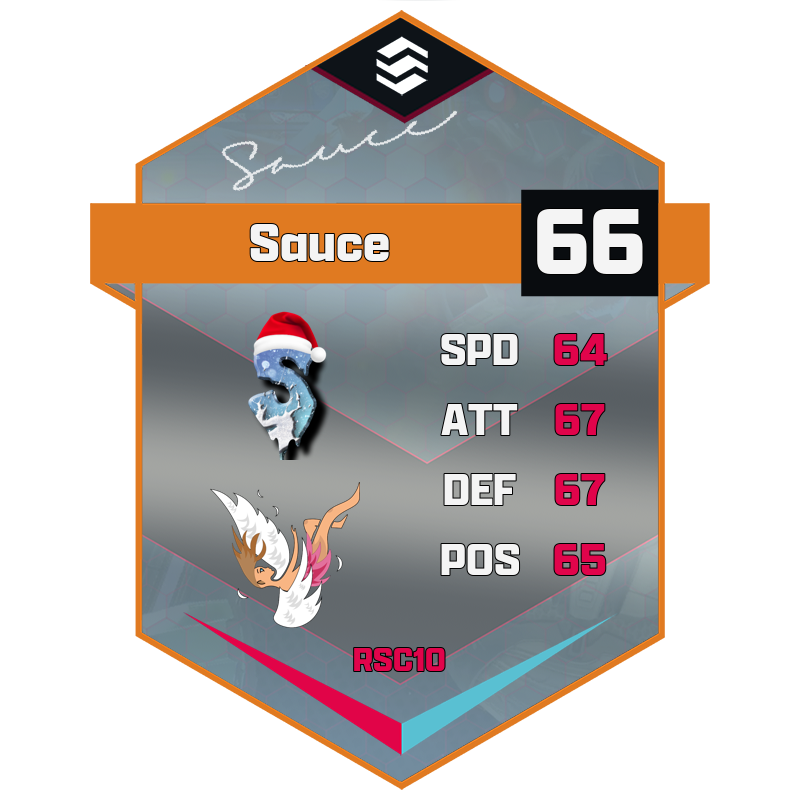 Sauce
Sauce 66
S
SPD 64
ATT 67
DEF 67
POS 65
RSC10